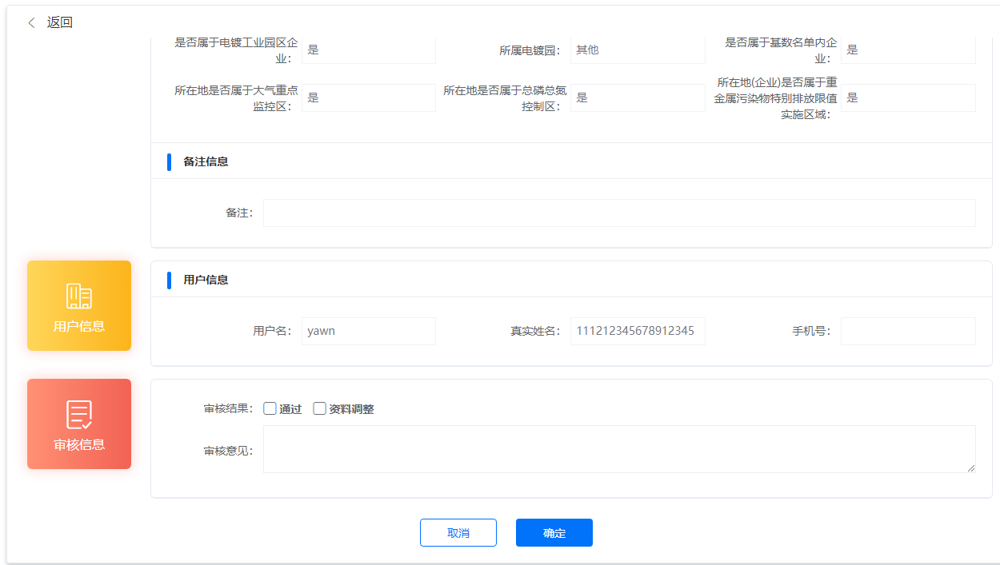 返回
是否属于电镀工业园区企
业：
是
所属电镀园：
其他
是否属于基数名单内企
业：
是
所在地是否属于大气重点
监控区：
是
所在地是否属于总磷总氮
控制区：
是
所在地(企业)是否属于重
金属污染物特别排放限值
实施区域：
是
备注信息
备注：
用户信息
用户信息
用户名：
yawn
真实姓名：
111212345678912345
手机号：
审核信息
审核结果：
通过
资料调整
审核意见：
取消
确定